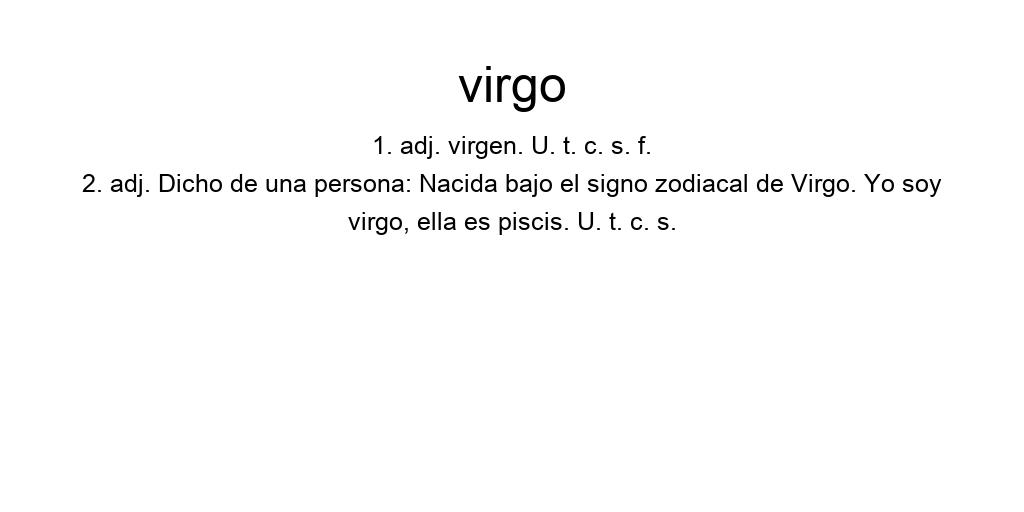 virgo
1. adj. virgen. U. t. c. s. f.
2. adj. Dicho de una persona: Nacida bajo el signo zodiacal de Virgo. Yo soy
virgo, ella es piscis. U. t. c. s.